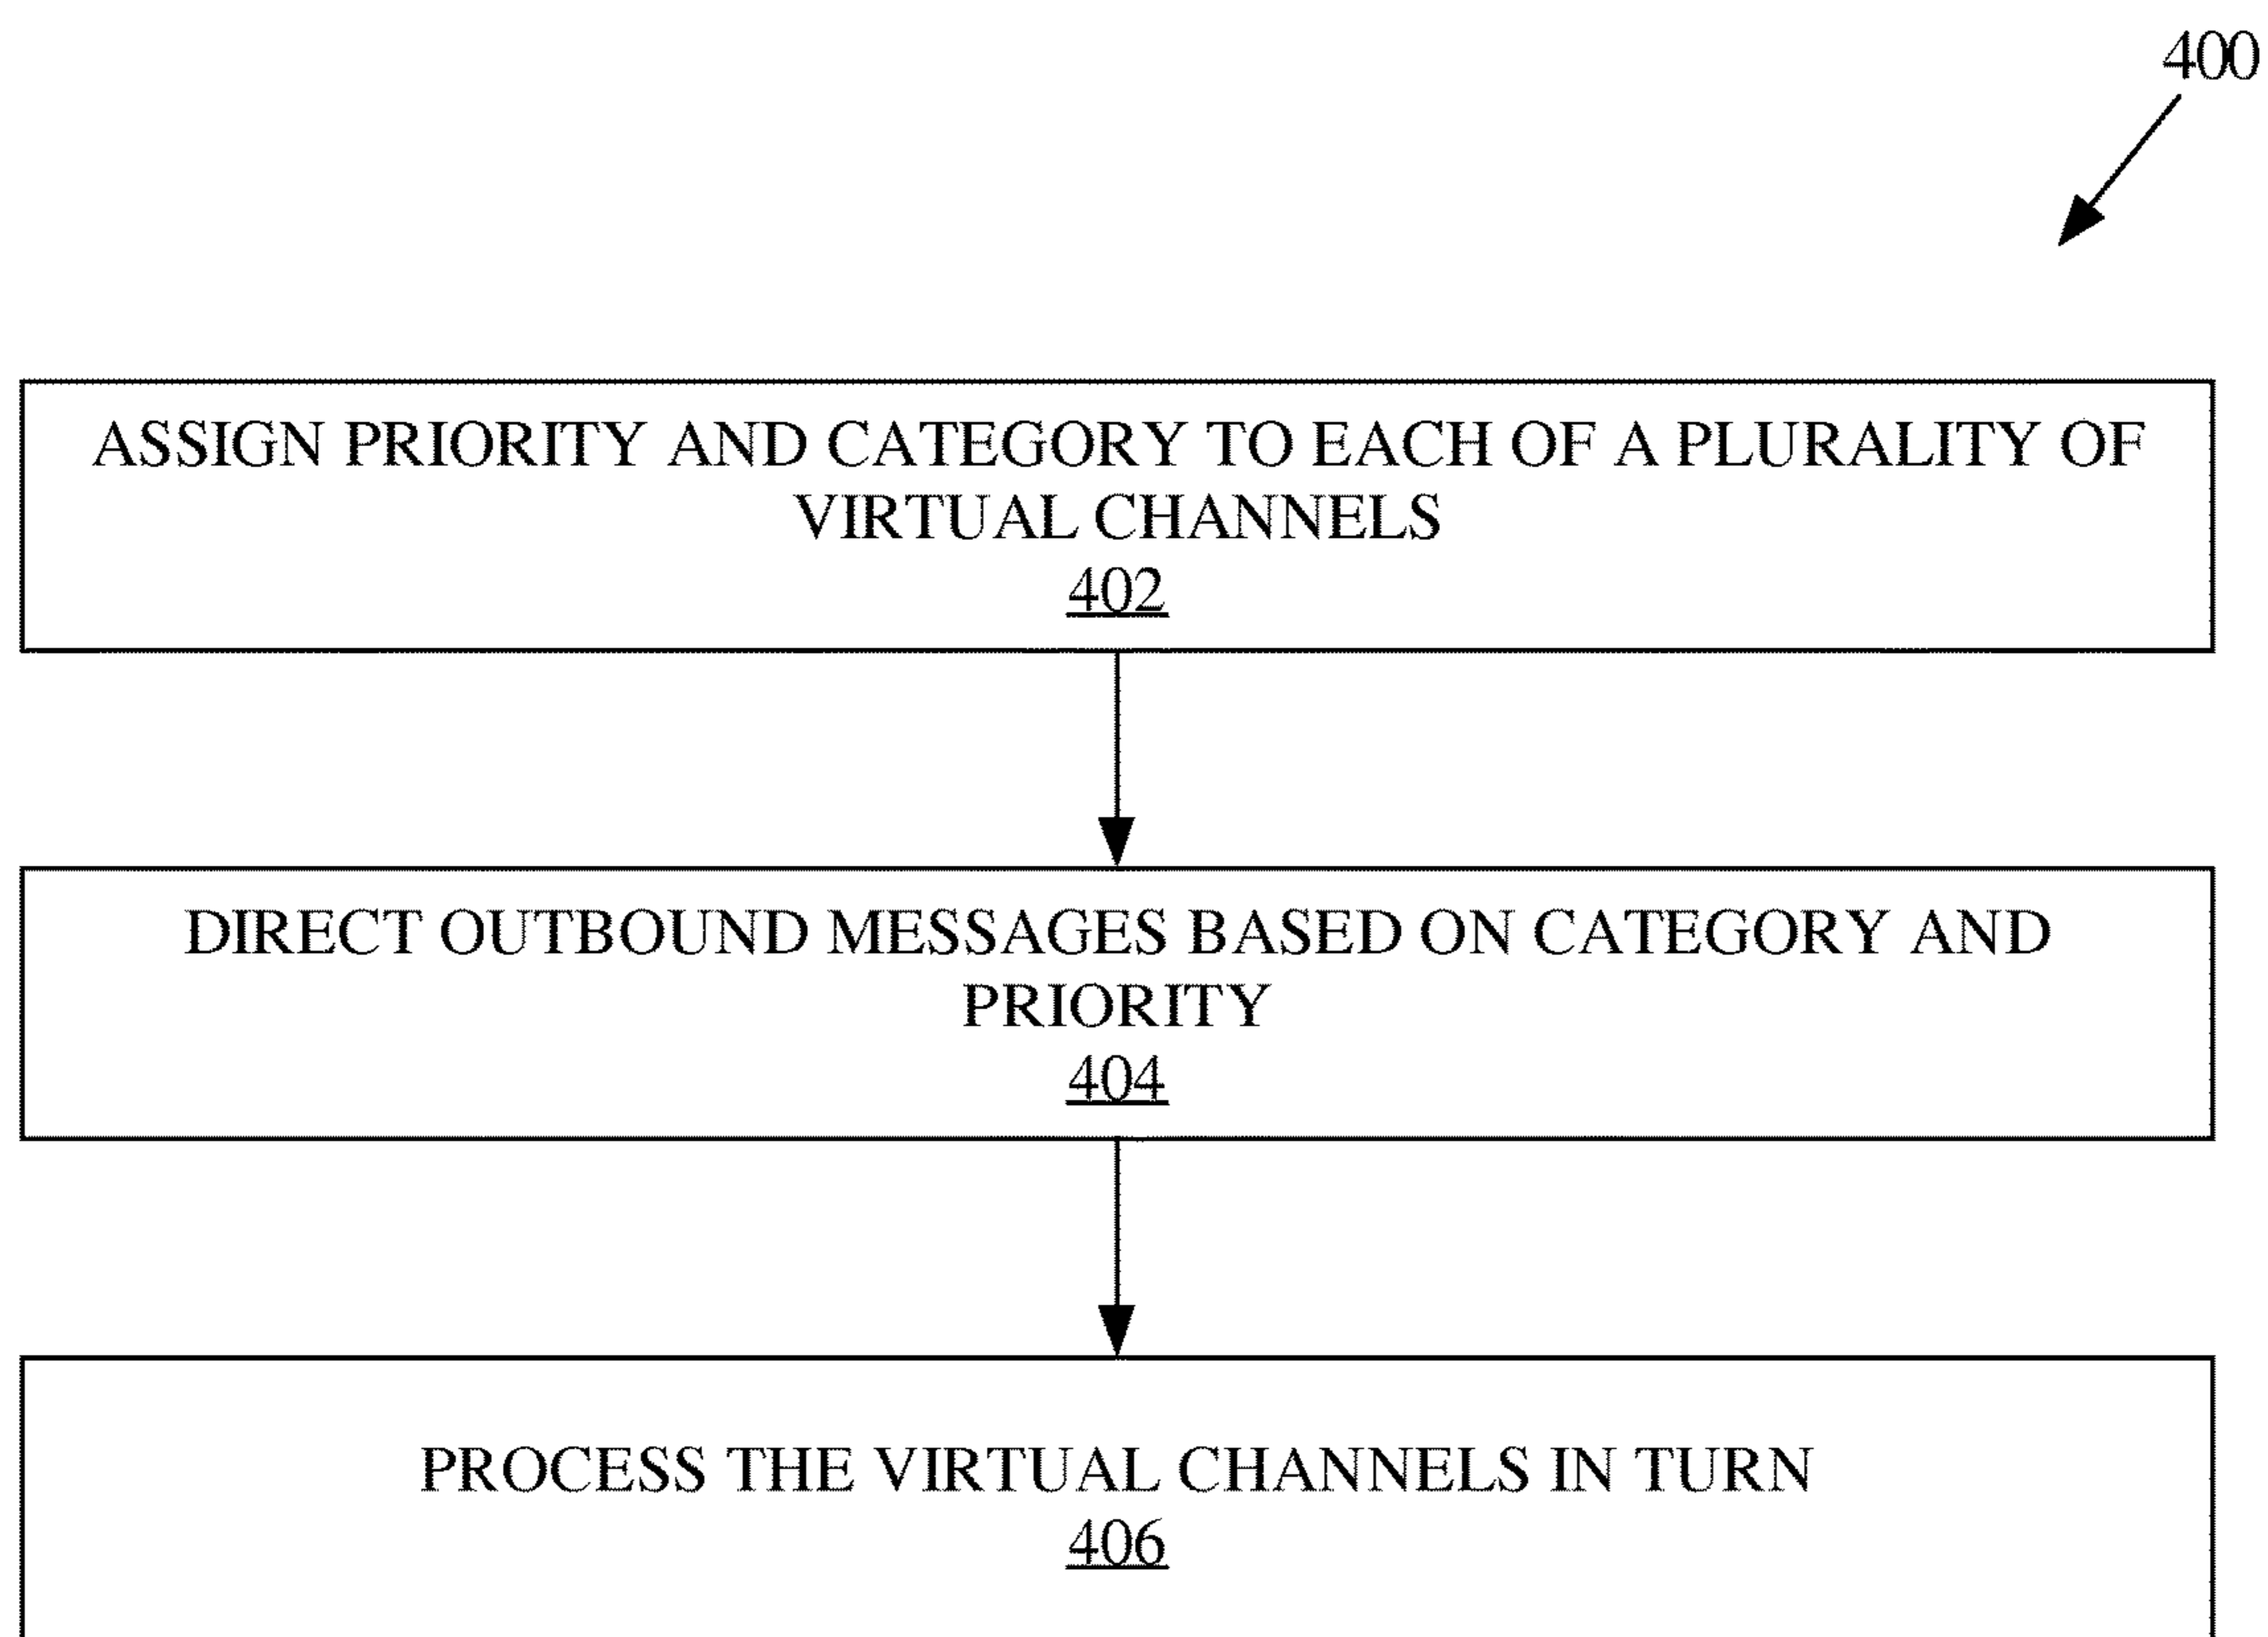 400
ASSIGN PRIORITY AND CATEGORY TO EACH OF A PLURALITY OF
VIRTUAL CHANNELS
402
DIRECT OUTBOUND MESSAGES BASED ON CATEGORY AND
PRIORITY
404
PROCESS THE VIRTUAL CHANNELS IN TURN
406